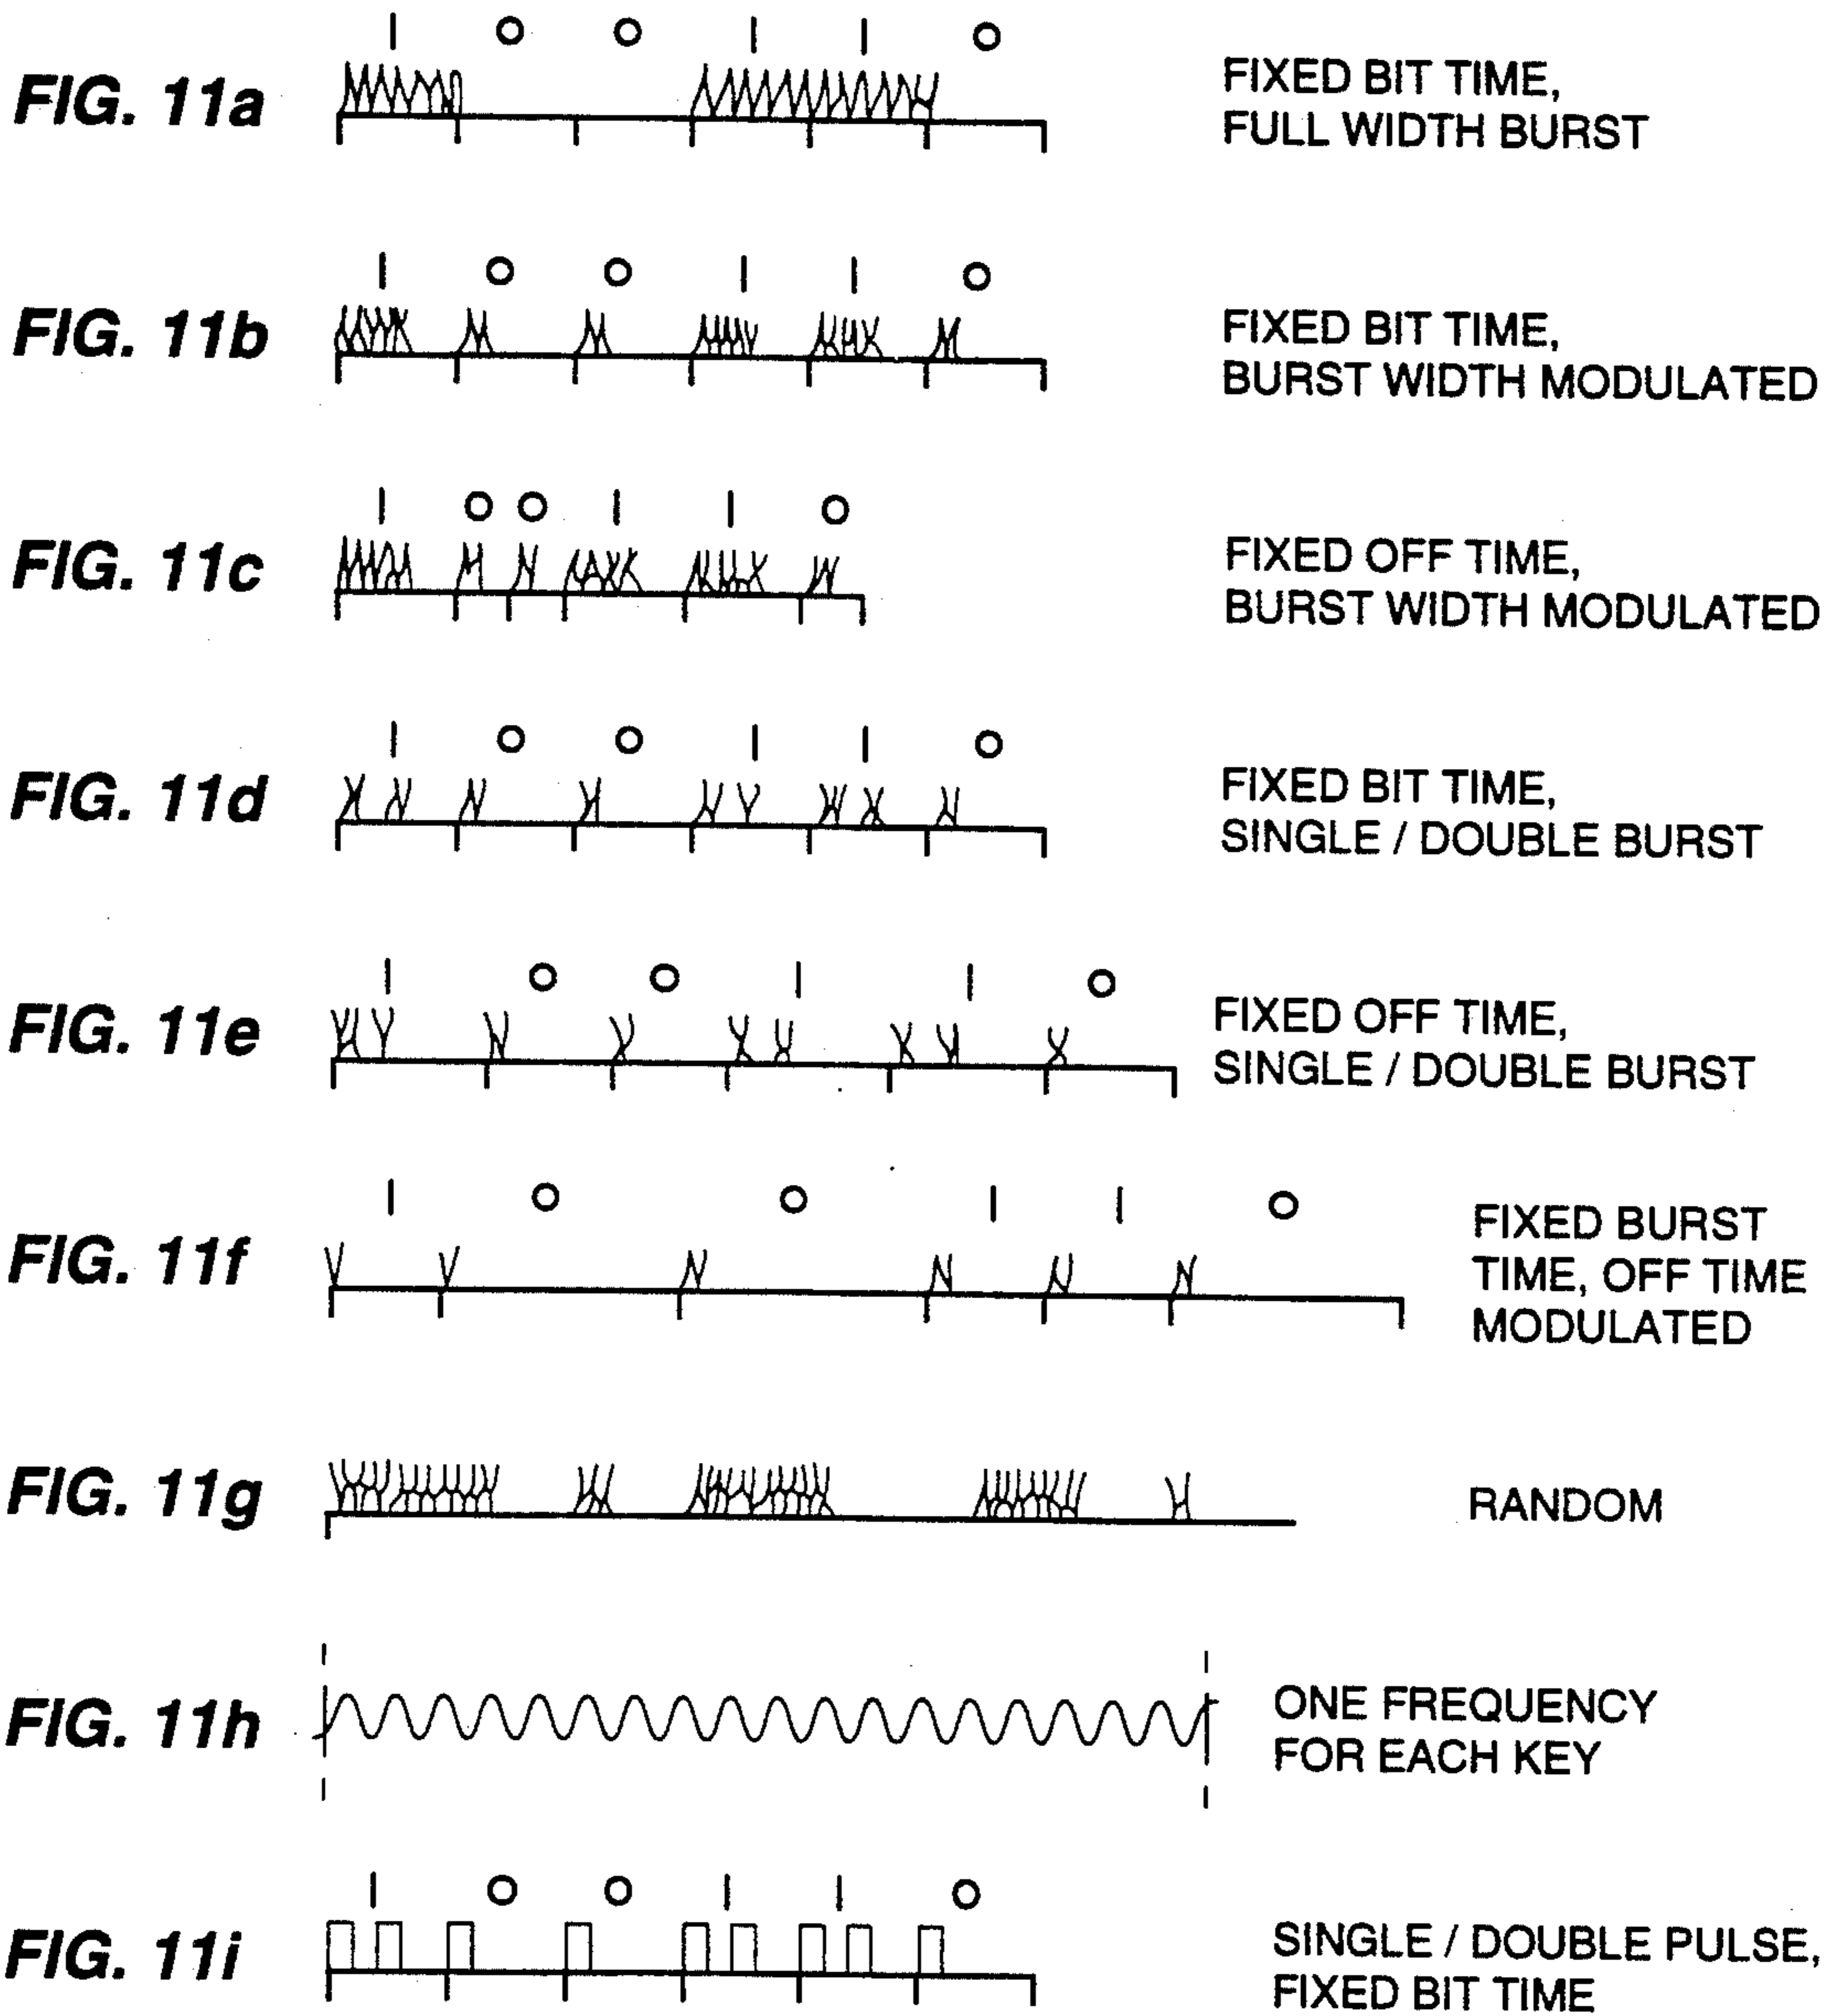 I O O I I O
FIG. 11a
FIXED BIT TIME,
FULL WIDTH BURST
I O O I I O
FIG. 11b
FIXED BIT TIME,
BURST WIDTH MODULATED
I O O I I O
FIG. 11c
FIXED OFF TIME,
BURST WIDTH MODULATED
I O O I I O
FIG. 11d
FIXED BIT TIME,
SINGLE / DOUBLE BURST
I O O I I O
FIG. 11e
FIXED OFF TIME,
SINGLE / DOUBLE BURST
I O O I I O
FIG. 11f
FIXED BURST
TIME, OFF TIME
MODULATED
FIG. 11g
RANDOM
FIG. 11h
ONE FREQUENCY
FOR EACH KEY
I O O I I O
FIG. 11i
SINGLE / DOUBLE PULSE,
FIXED BIT TIME